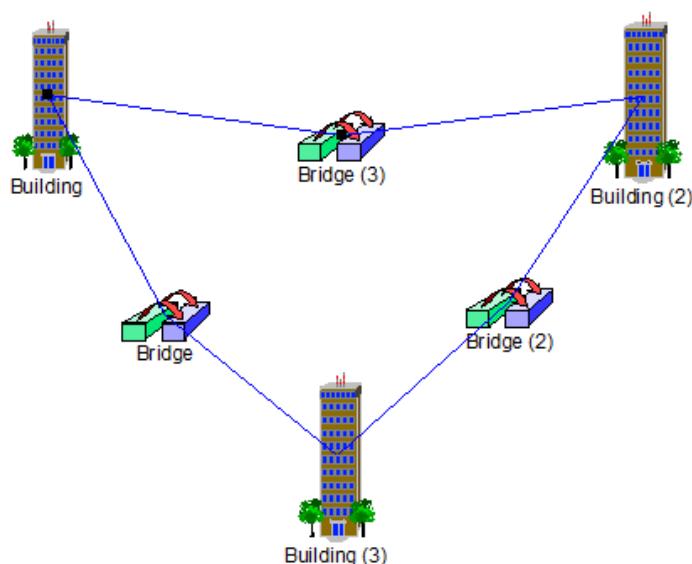 Building
Bridge (3)
Building (2)
Bridge
Bridge (2)
Building (3)